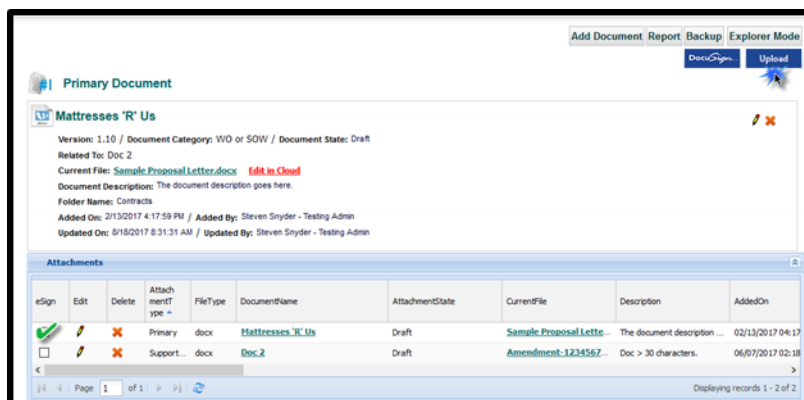 Add Document Report Backup Explorer Mode
DocuSign Upload
#1 Primary Document
Mattresses 'R' Us
Version: 1.10 / Document Category: WO or SOW / Document State: Draft
Related To: Doc 2
Current File: Sample Proposal Letter.docx Edit in Cloud
Document Description: The document description goes here.
Folder Name: Contracts
Added On: 2/13/2017 4:17:59 PM / Added By: Steven Snyder - Testing Admin
Updated On: 8/18/2017 8:31:31 AM / Updated By: Steven Snyder - Testing Admin
Attachments
eSign Edit Delete Attach
mentT
ype FileType DocumentName AttachmentState CurrentFile Description AddedOn
Primary docx Mattresses 'R' Us Draft Sample Proposal Lette... The document description ... 02/13/2017 04:17
Support... docx Doc 2 Draft Amendment-1234567... Doc > 30 characters. 06/07/2017 02:18
Page 1 of 1 Displaying records 1 - 2 of 2